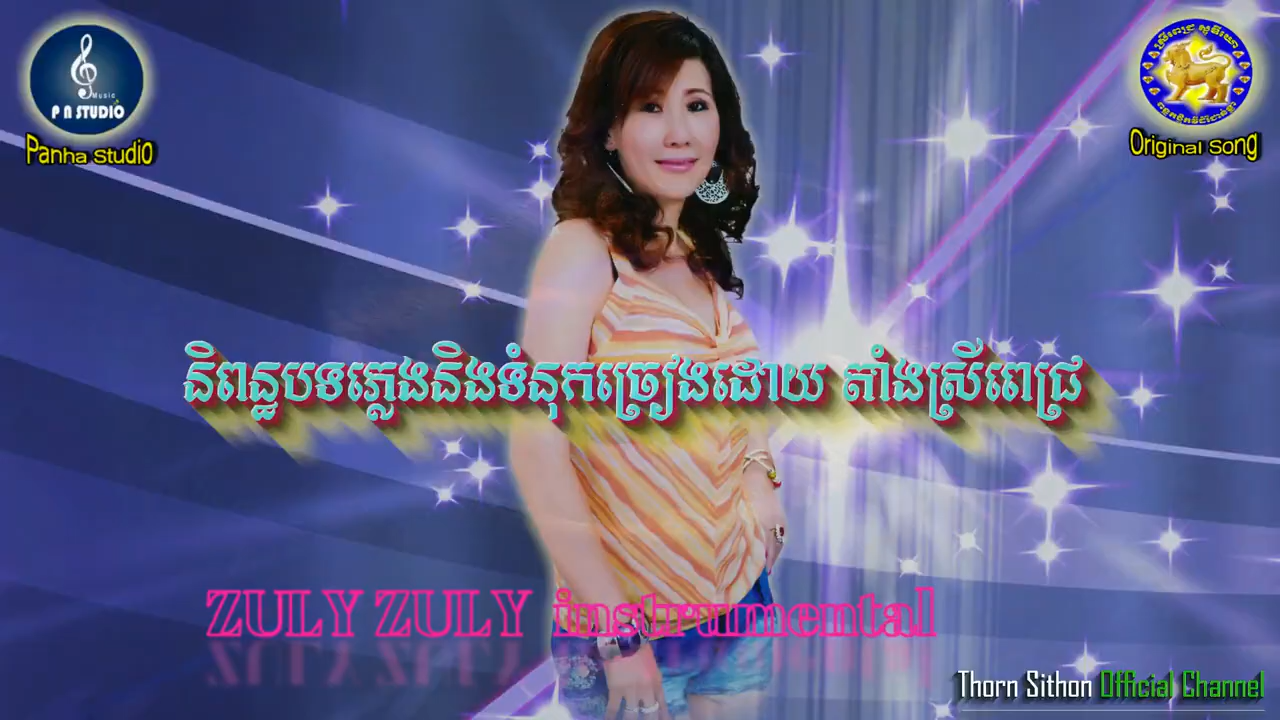 Music
P N STUDIO
Panha Studio
Original Song
និពន្ធបទភ្លេងនិងទំនុកច្រៀងដោយ តាំងស្រីពេជ្រ
ZULY ZULY instrumental
Thorn Sithon Official Channel